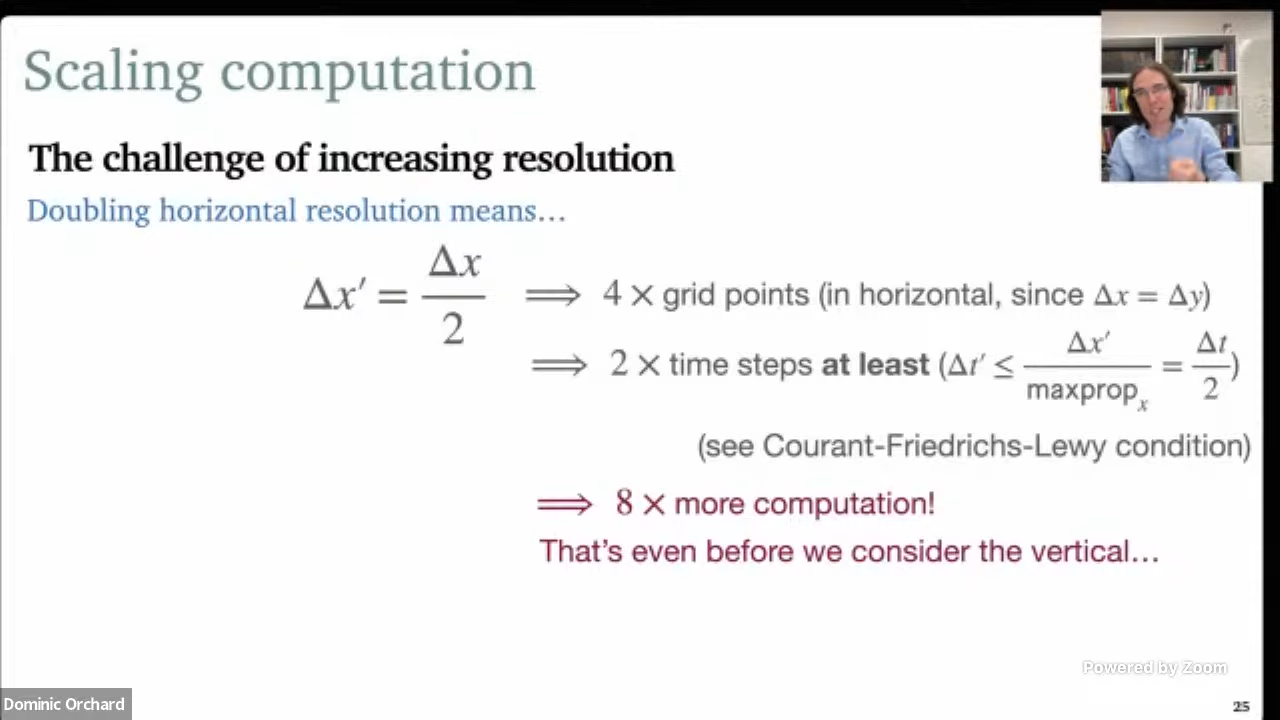 Scaling computation
The challenge of increasing resolution
Doubling horizontal resolution means…
Δx′ = Δx/2 ⟹ 4 × grid points (in horizontal, since Δx = Δy)
⟹ 2 × time steps at least (Δt′ ≤ Δx′/maxprop_x = Δt/2)
(see Courant-Friedrichs-Lewy condition)
⟹ 8 × more computation!
That's even before we consider the vertical…
Powered by Zoom
Dominic Orchard
25